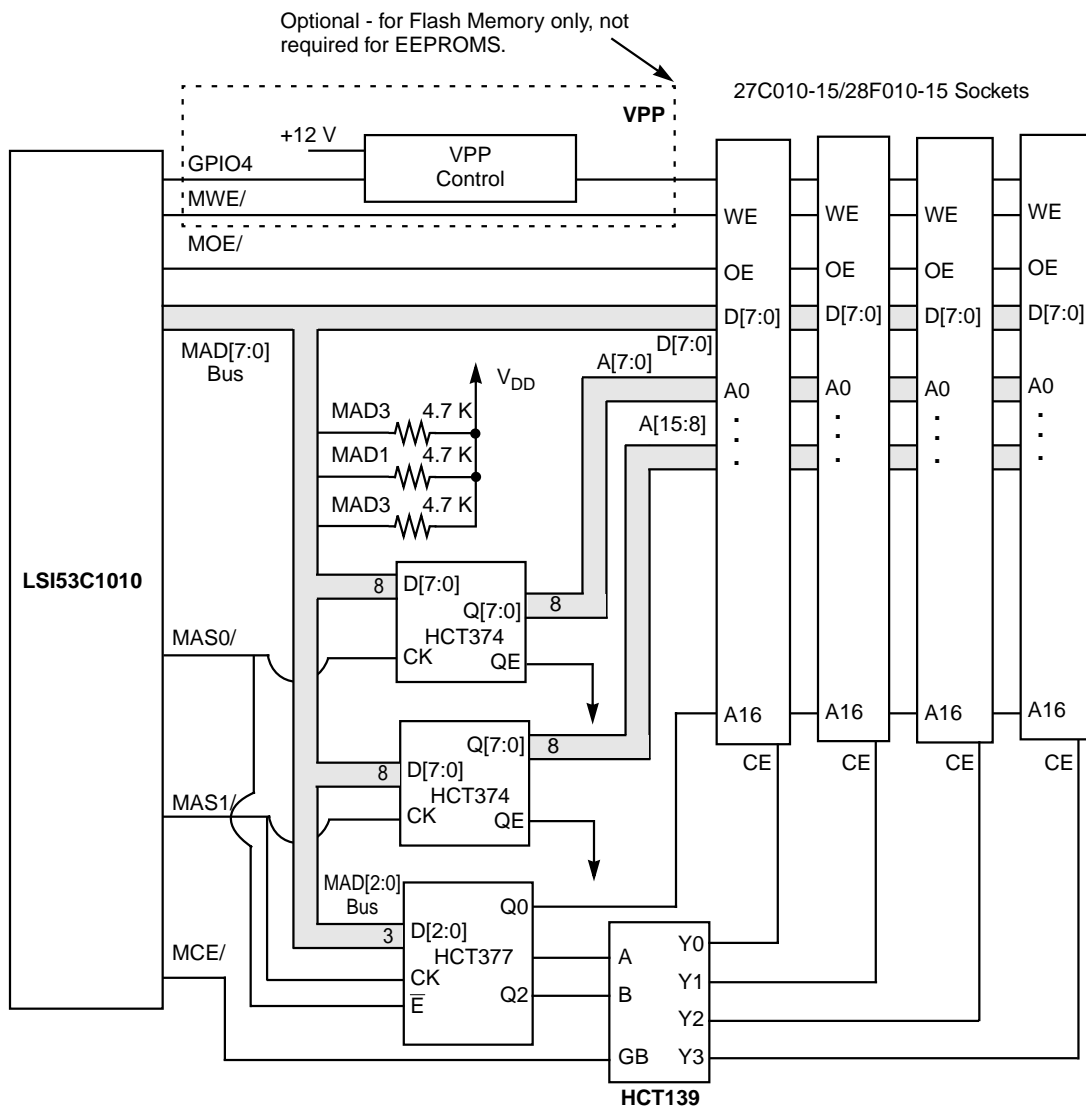 Optional - for Flash Memory only, not
required for EEPROMS.
27C010-15/28F010-15 Sockets
VPP
+12 V
VPP
Control
GPIO4
MWE/
MOE/
WE
WE
WE
WE
OE
OE
OE
OE
D[7:0]
D[7:0]
D[7:0]
D[7:0]
MAD[7:0]
Bus
D[7:0]
A[7:0]
VDD
A0
A0
A0
A0
MAD3
4.7 K
A[15:8]
MAD1
4.7 K
MAD3
4.7 K
LSI53C1010
8
D[7:0]
Q[7:0]
8
HCT374
CK
QE
MAS0/
A16
A16
A16
A16
Q[7:0]
8
8
D[7:0]
HCT374
CK
QE
CE
CE
CE
CE
MAS1/
MAD[2:0]
Bus
Q0
3
D[2:0]
HCT377
CK
Q2
E
MCE/
A
B
GB
Y0
Y1
Y2
Y3
HCT139